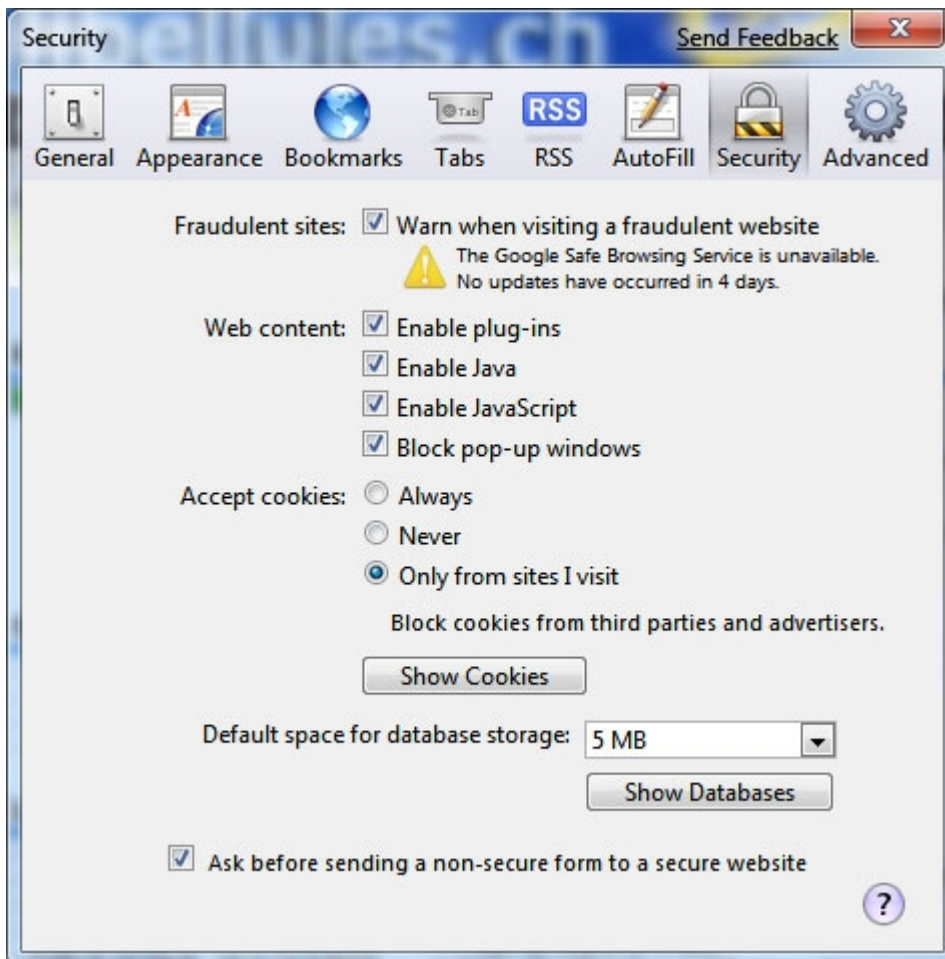 Security
Send Feedback
General Appearance Bookmarks Tabs RSS AutoFill Security Advanced
Tab
RSS
Fraudulent sites: Warn when visiting a fraudulent website
The Google Safe Browsing Service is unavailable.
No updates have occurred in 4 days.
Web content: Enable plug-ins
Enable Java
Enable JavaScript
Block pop-up windows
Accept cookies: Always
Never
Only from sites I visit
Block cookies from third parties and advertisers.
Show Cookies
Default space for database storage: 5 MB
Show Databases
Ask before sending a non-secure form to a secure website
?